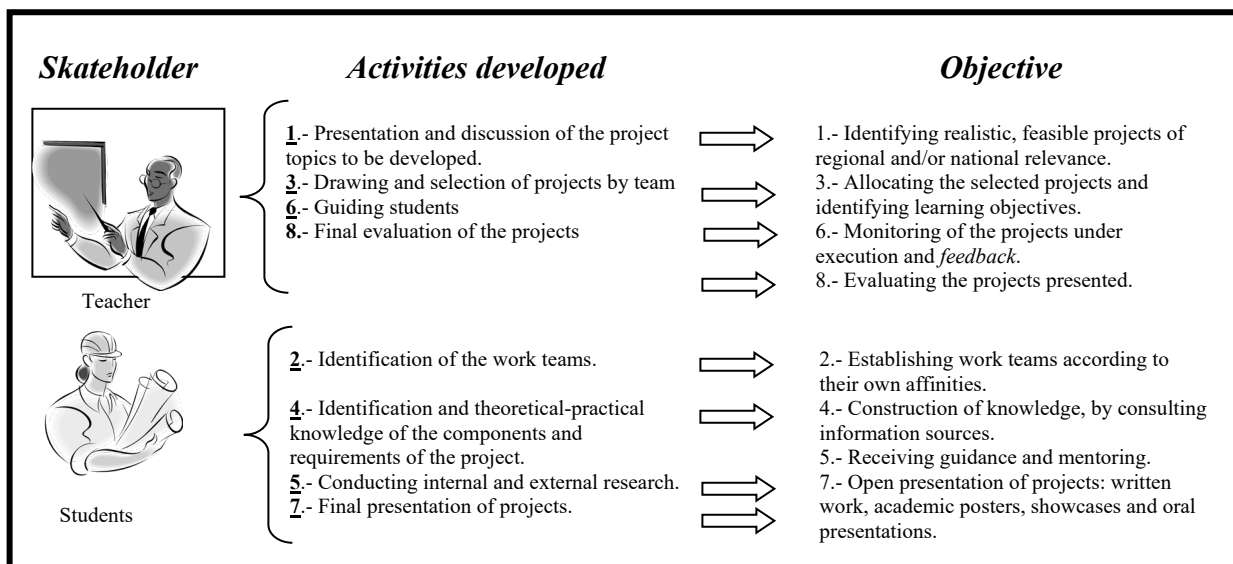 Skateholder
Activities developed
Objective
Teacher
1.- Presentation and discussion of the project
topics to be developed.
3.- Drawing and selection of projects by team
6.- Guiding students
8.- Final evaluation of the projects
1.- Identifying realistic, feasible projects of
regional and/or national relevance.
3.- Allocating the selected projects and
identifying learning objectives.
6.- Monitoring of the projects under
execution and feedback.
8.- Evaluating the projects presented.
Students
2.- Identification of the work teams.
4.- Identification and theoretical-practical
knowledge of the components and
requirements of the project.
5.- Conducting internal and external research.
7.- Final presentation of projects.
2.- Establishing work teams according to
their own affinities.
4.- Construction of knowledge, by consulting
information sources.
5.- Receiving guidance and mentoring.
7.- Open presentation of projects: written
work, academic posters, showcases and oral
presentations.